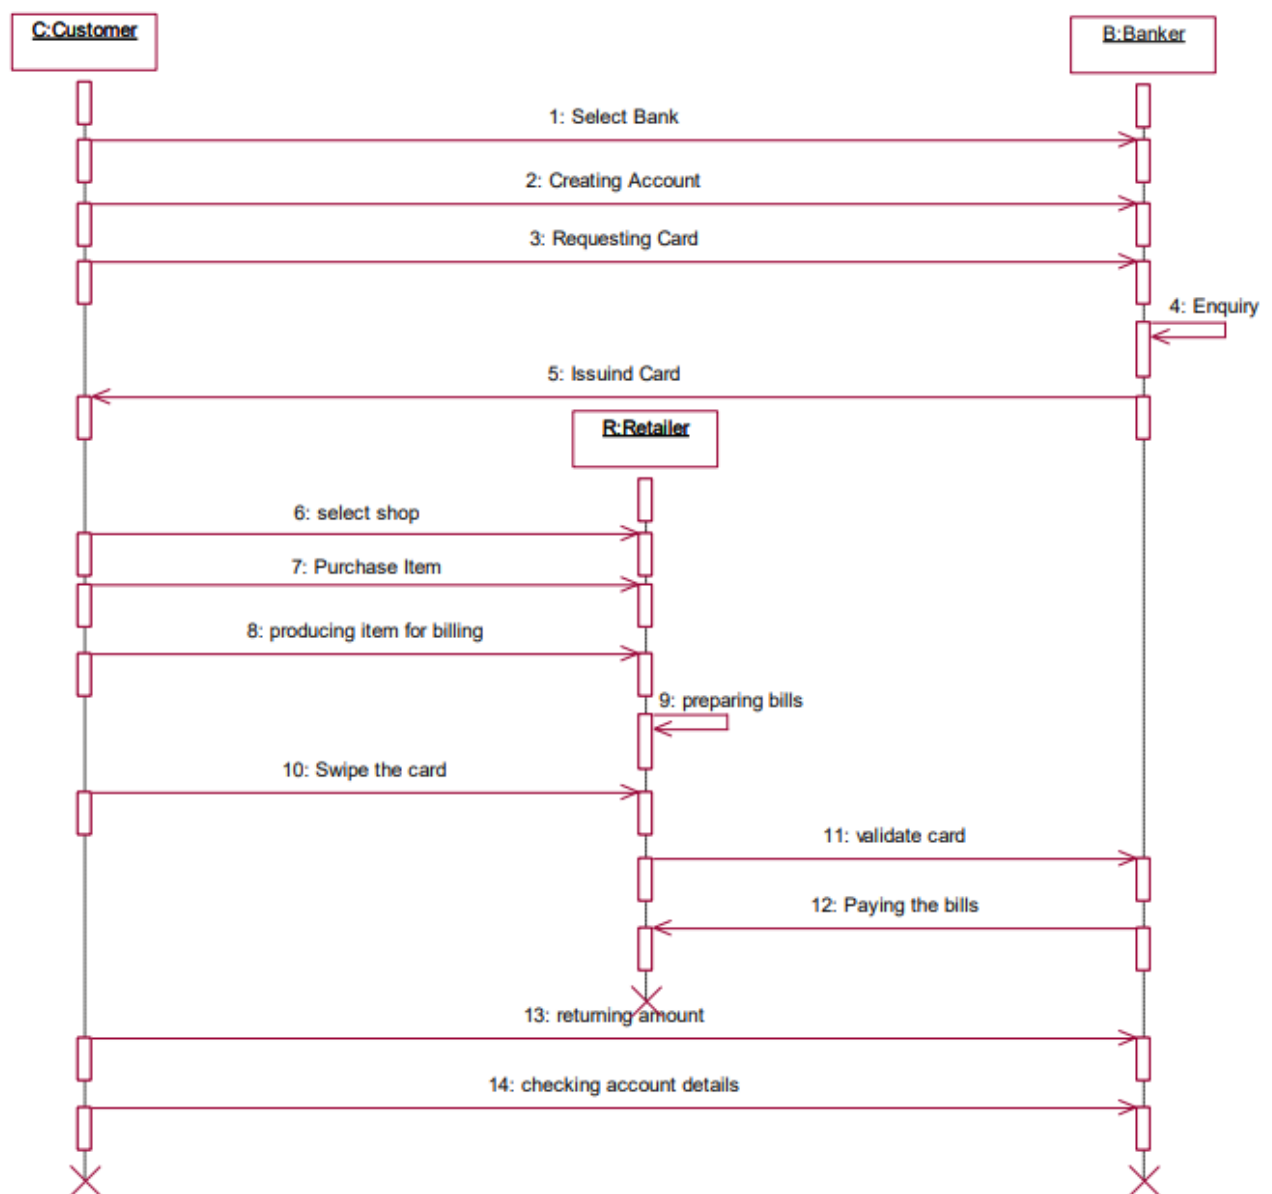 C:Customer
B:Banker
1: Select Bank
2: Creating Account
3: Requesting Card
4: Enquiry
5: Issuind Card
R:Retailer
6: select shop
7: Purchase Item
8: producing item for billing
9: preparing bills
10: Swipe the card
11: validate card
12: Paying the bills
13: returning amount
14: checking account details